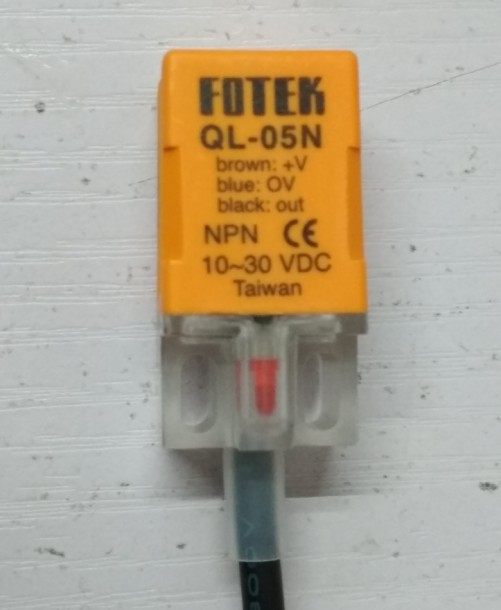 FOTEK
QL-05N
brown: +V
blue: OV
black: out
NPN CE
10~30 VDC
Taiwan